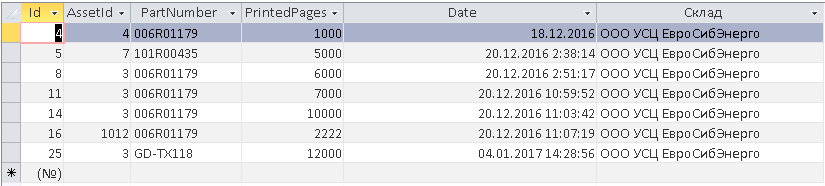 Id AssetId PartNumber PrintedPages Date Склад
4 4 006R01179 1000 18.12.2016 ООО УСЦ ЕвроСибЭнерго
5 7 101R00435 5000 20.12.2016 2:38:14 ООО УСЦ ЕвроСибЭнерго
8 3 006R01179 6000 20.12.2016 2:51:17 ООО УСЦ ЕвроСибЭнерго
11 3 006R01179 7000 20.12.2016 10:59:52 ООО УСЦ ЕвроСибЭнерго
14 3 006R01179 10000 20.12.2016 11:03:42 ООО УСЦ ЕвроСибЭнерго
16 1012 006R01179 2222 20.12.2016 11:07:19 ООО УСЦ ЕвроСибЭнерго
25 3 GD-TX118 12000 04.01.2017 14:28:56 ООО УСЦ ЕвроСибЭнерго
* (№)